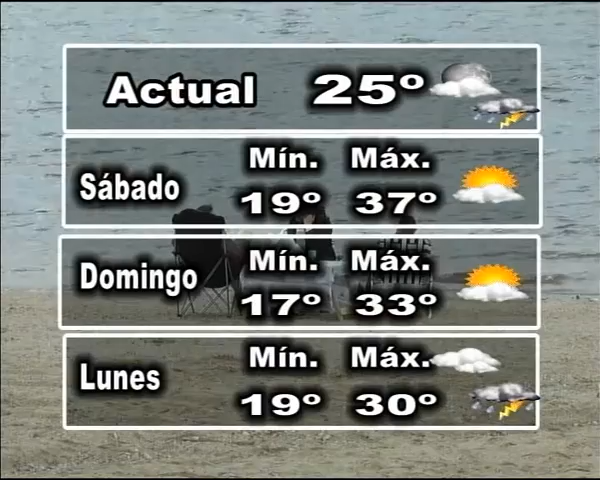 Actual 25º
Mín. Máx.
Sábado
19º 37º
Mín. Máx.
Domingo
17º 33º
Mín. Máx.
Lunes
19º 30º